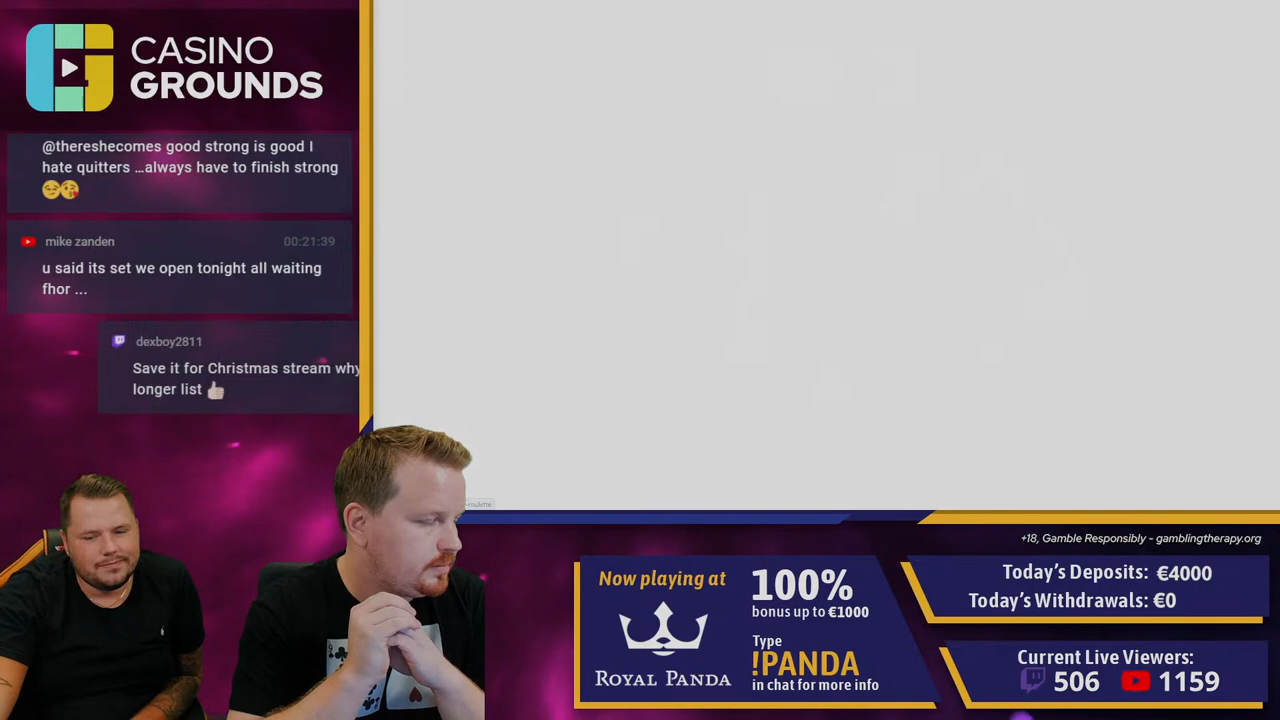 CASINO
GROUNDS
@thereshecomes good strong is good I
hate quitters ...always have to finish strong
😏😘
mike zanden 00:21:39
u said its set we open tonight all waiting
fhor ...
dexboy2811
Save it for Christmas stream why
longer list 👍🏻
+18, Gamble Responsibly - gamblingtherapy.org
Now playing at
ROYAL PANDA
100%
bonus up to €1000
Type
!PANDA
in chat for more info
Today's Deposits: €4000
Today's Withdrawals: €0
Current Live Viewers:
506 1159